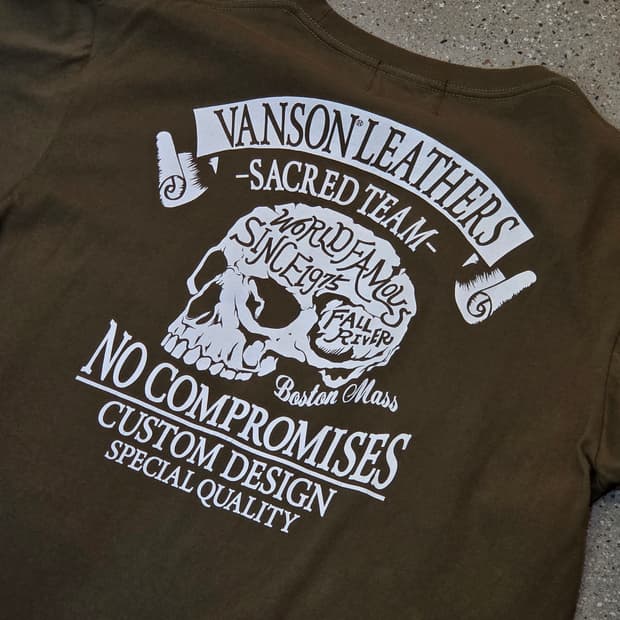 VANSON® LEATHERS
-SACRED TEAM-
WORLD FAMOUS
SINCE 1975
FALL
RIVER
Boston Mass
NO COMPROMISES
CUSTOM DESIGN
SPECIAL QUALITY